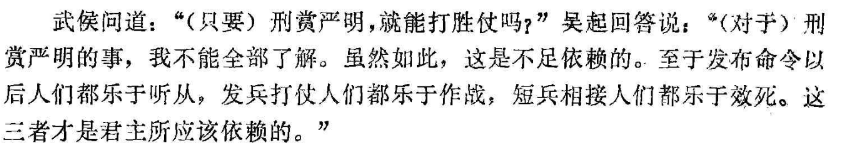 武侯问道：“（只要）刑赏严明，就能打胜仗吗？”吴起回答说：“（对于）刑
赏严明的事，我不能全部了解。虽然如此，这是不足依赖的。至于发布命令以
后人们都乐于听从，发兵打仗人们都乐于作战，短兵相接人们都乐于效死。这
三者才是君主所应该依赖的。”